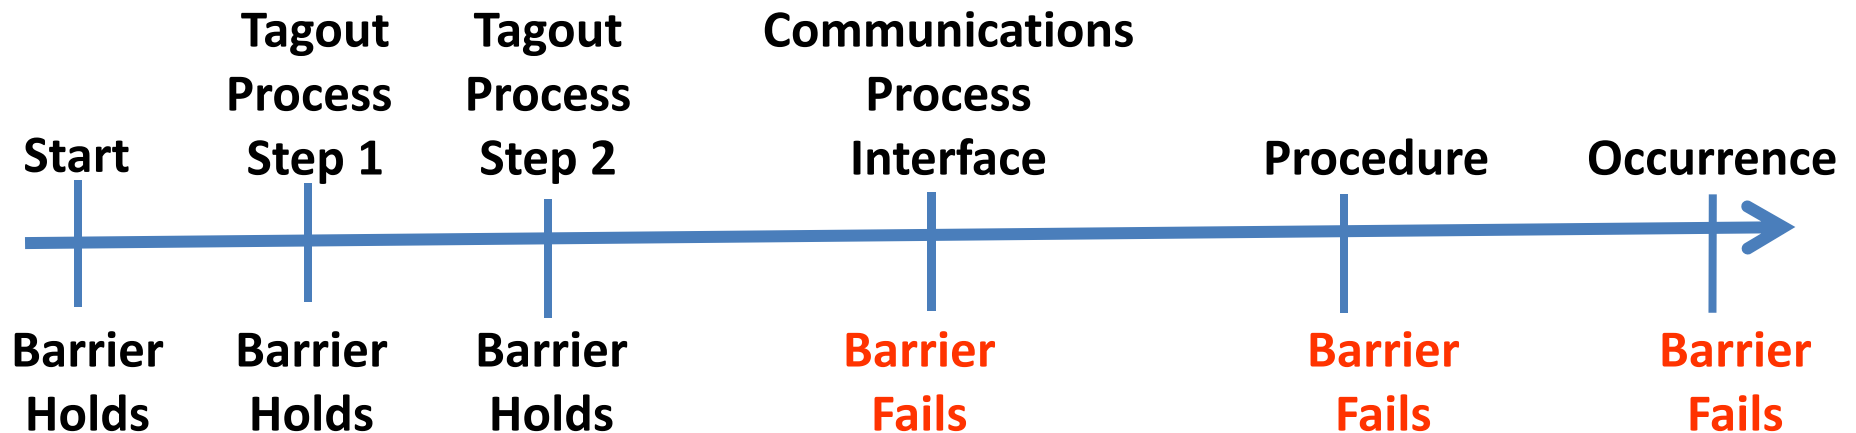 Start
Tagout
Process
Step 1
Tagout
Process
Step 2
Communications
Process
Interface
Procedure
Occurrence
Barrier
Holds
Barrier
Holds
Barrier
Holds
Barrier
Fails
Barrier
Fails
Barrier
Fails